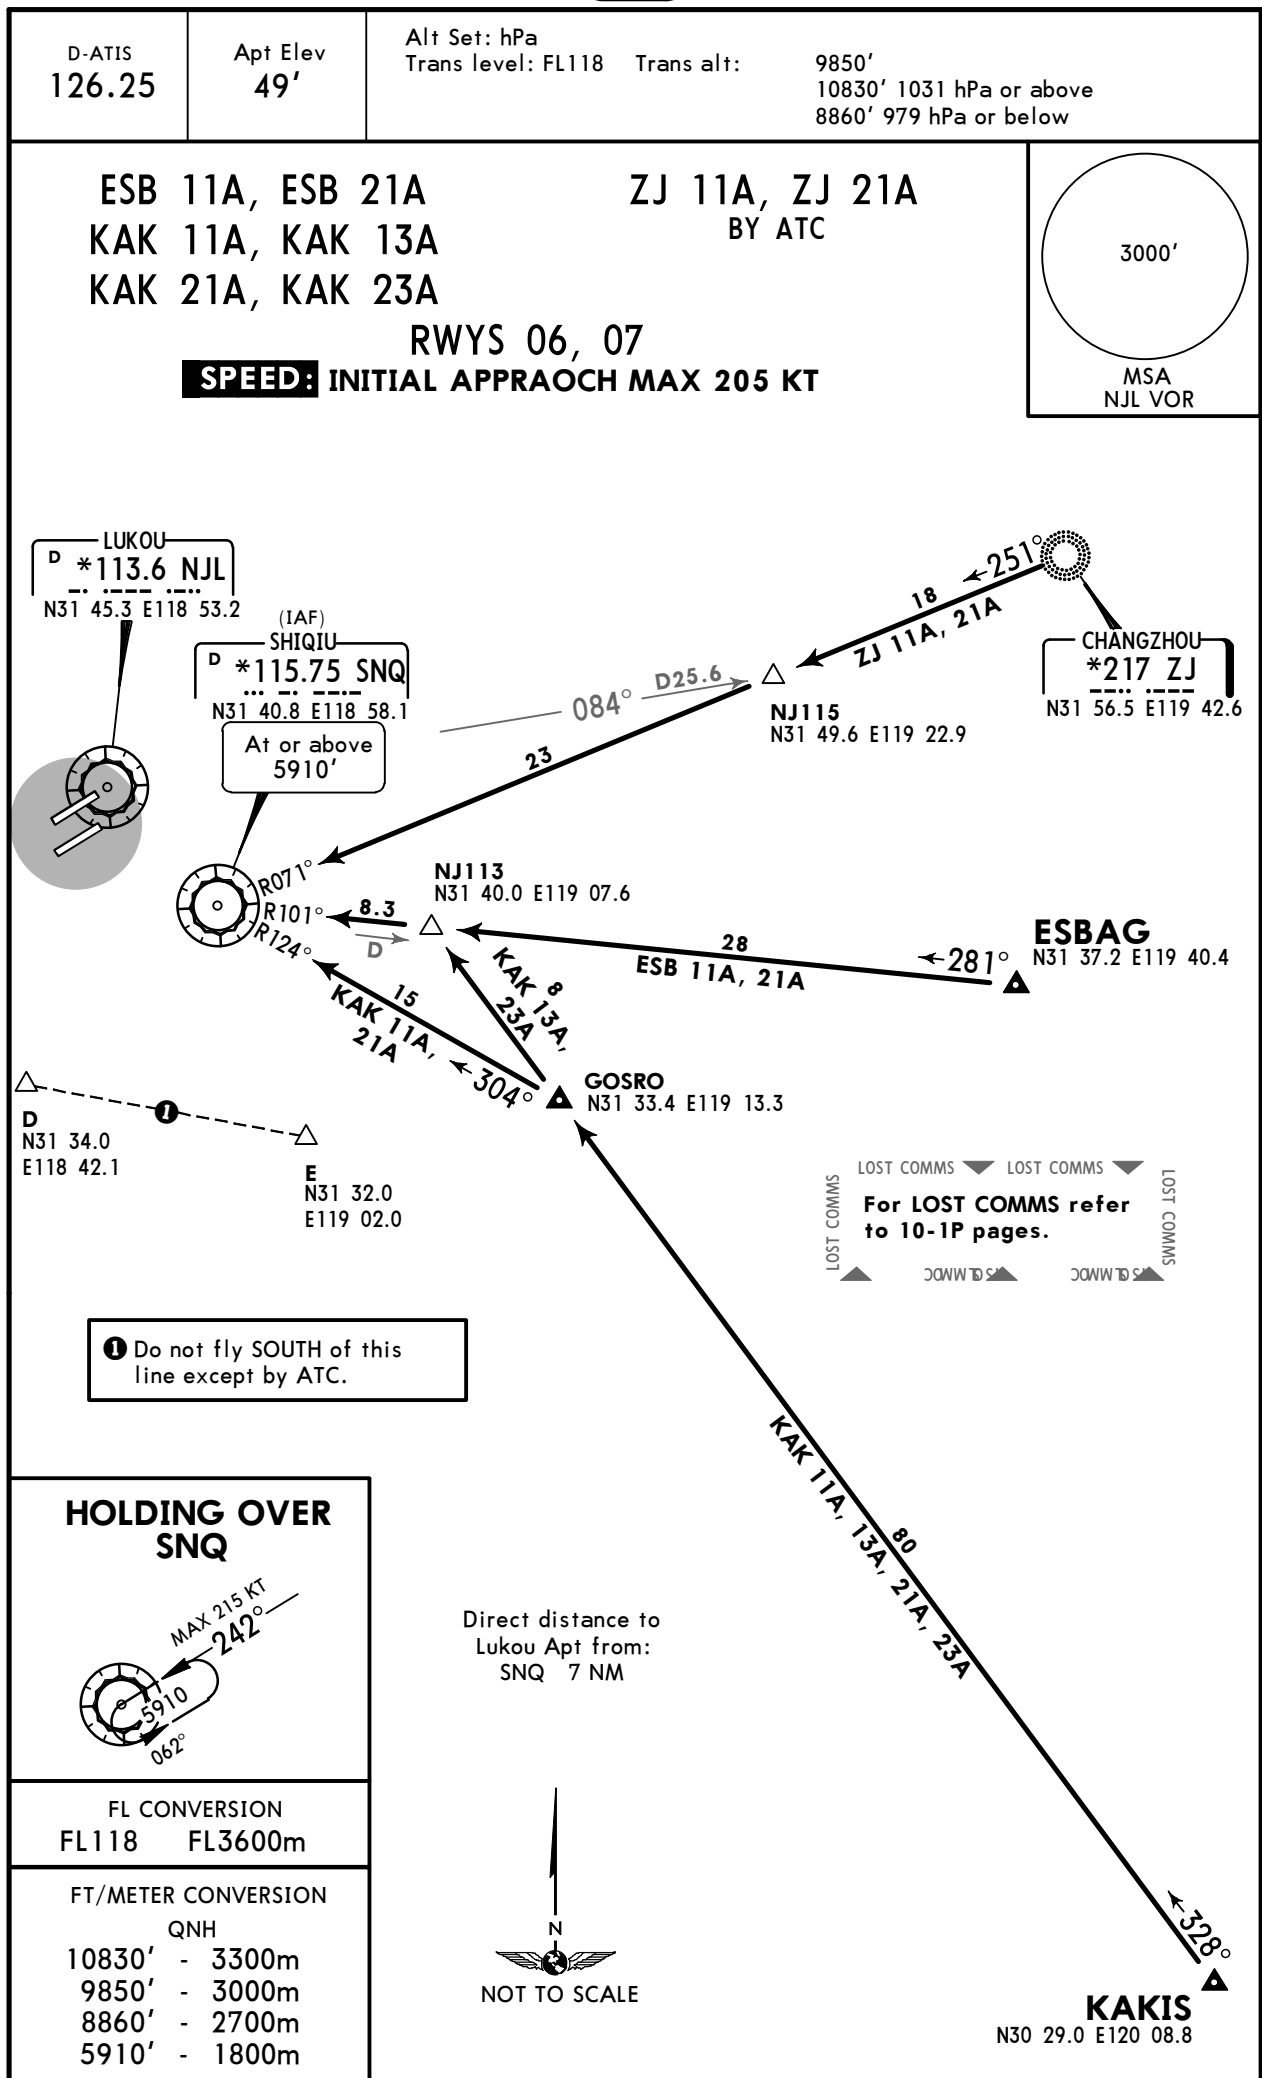 D-ATIS
126.25
Apt Elev
49'
Alt Set: hPa
Trans level: FL118 Trans alt: 9850'
10830' 1031 hPa or above
8860' 979 hPa or below
ESB 11A, ESB 21A
KAK 11A, KAK 13A
KAK 21A, KAK 23A
ZJ 11A, ZJ 21A
BY ATC
RWYS 06, 07
SPEED: INITIAL APPRAOCH MAX 205 KT
3000'
MSA
NJL VOR
LUKOU
D *113.6 NJL
N31 45.3 E118 53.2
(IAF)
SHIQIU
D *115.75 SNQ
N31 40.8 E118 58.1
At or above
5910'
251°
18
ZJ 11A, 21A
CHANGZHOU
*217 ZJ
N31 56.5 E119 42.6
084°
D25.6
NJ115
N31 49.6 E119 22.9
23
R071°
R101°
R124°
8.3
D
NJ113
N31 40.0 E119 07.6
28
ESB 11A, 21A
281°
ESBAG
N31 37.2 E119 40.4
8
KAK 13A,
23A
15
KAK 11A,
21A
304°
GOSRO
N31 33.4 E119 13.3
D
N31 34.0
E118 42.1
1
E
N31 32.0
E119 02.0
LOST COMMS LOST COMMS
LOST COMMS
LOST COMMS
For LOST COMMS refer
to 10-1P pages.
LOST COMMS LOST COMMS
1 Do not fly SOUTH of this
line except by ATC.
80
KAK 11A, 13A, 21A, 23A
HOLDING OVER
SNQ
MAX 215 KT
242°
5910
062°
Direct distance to
Lukou Apt from:
SNQ 7 NM
FL CONVERSION
FL118 FL3600m
FT/METER CONVERSION
QNH
10830' - 3300m
9850' - 3000m
8860' - 2700m
5910' - 1800m
N
NOT TO SCALE
328°
KAKIS
N30 29.0 E120 08.8